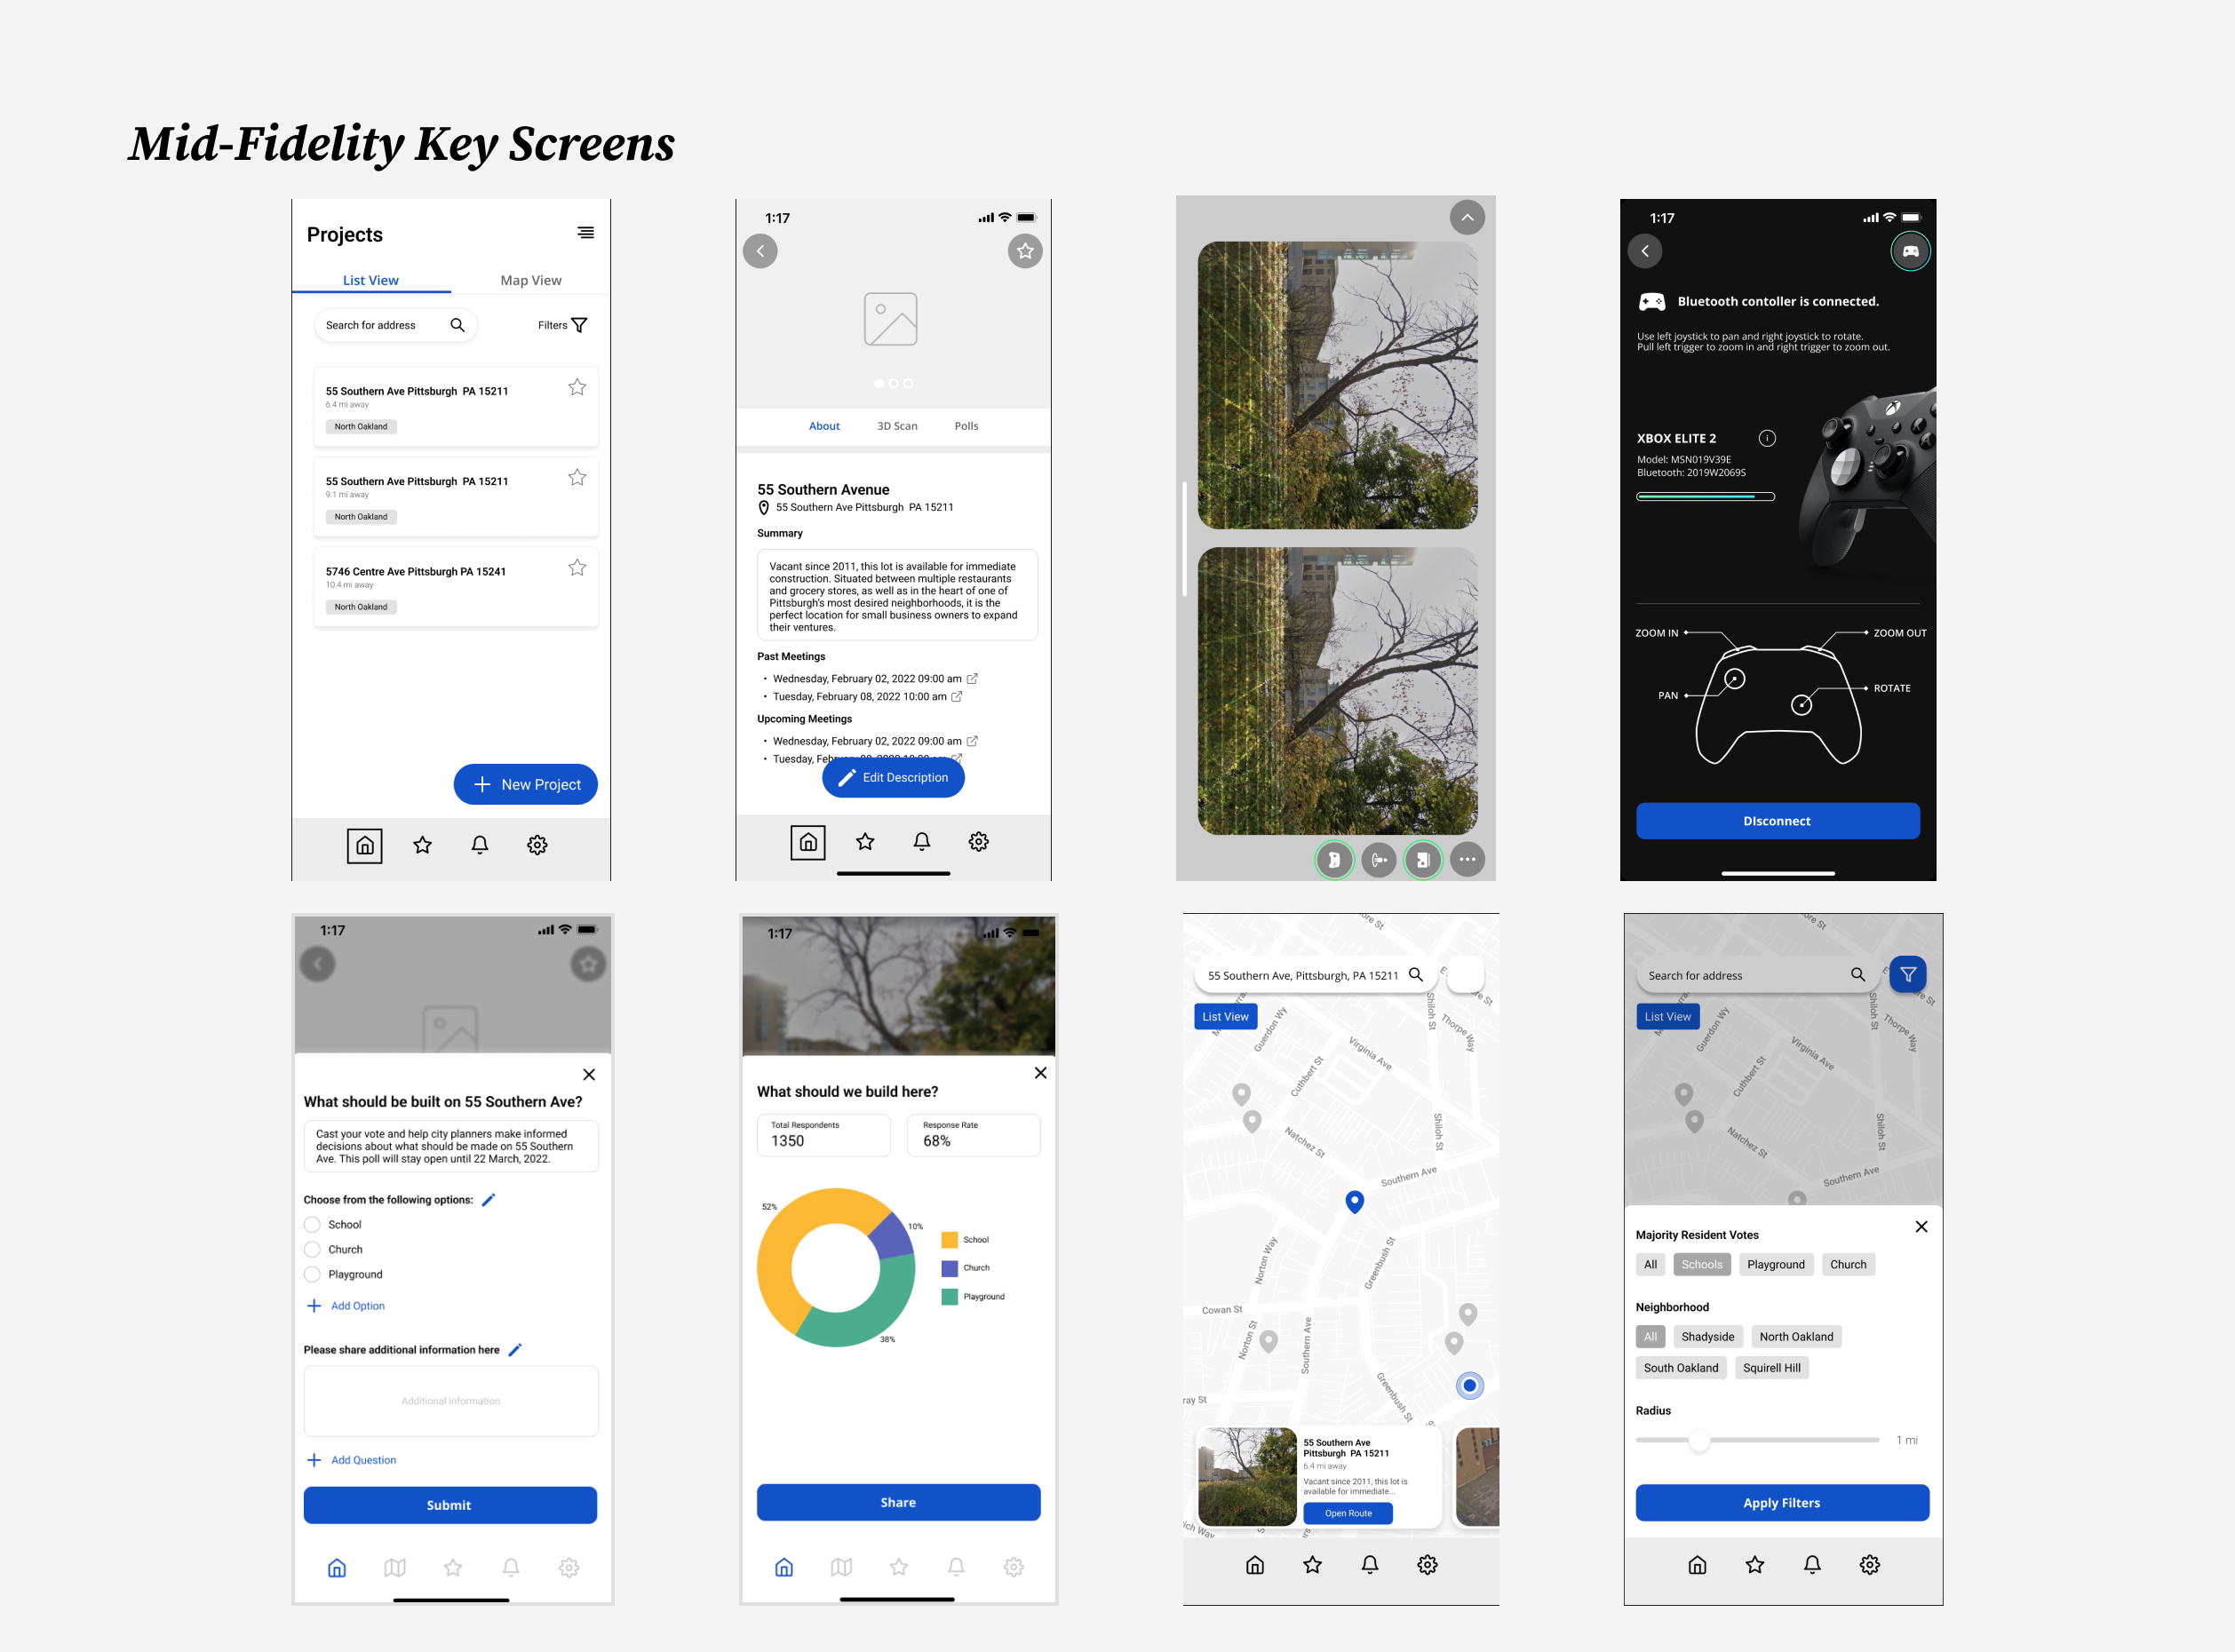 Mid-Fidelity Key Screens
Projects
List View
Map View
Search for address
Filters
55 Southern Ave Pittsburgh PA 15211
6.4 mi away
North Oakland
55 Southern Ave Pittsburgh PA 15211
9.1 mi away
North Oakland
5746 Centre Ave Pittsburgh PA 15241
10.4 mi away
North Oakland
New Project
1:17
About
3D Scan
Polls
55 Southern Avenue
55 Southern Ave Pittsburgh PA 15211
Summary
Vacant since 2011, this lot is available for immediate
construction. Situated between multiple restaurants
and grocery stores, as well as in the heart of one of
Pittsburgh's most desired neighborhoods, it is the
perfect location for small business owners to expand
their ventures.
Past Meetings
• Wednesday, February 02, 2022 09:00 am
• Tuesday, February 08, 2022 10:00 am
Upcoming Meetings
• Wednesday, February 02, 2022 09:00 am
• Tuesday,
Edit Description
1:17
Bluetooth contoller is connected.
Use left joystick to pan and right joystick to rotate.
Pull left trigger to zoom in and right trigger to zoom out.
XBOX ELITE 2
i
Model: MSN019V39E
Bluetooth: 2019W2069S
ZOOM IN
ZOOM OUT
PAN
ROTATE
DIsconnect
1:17
What should be built on 55 Southern Ave?
Cast your vote and help city planners make informed
decisions about what should be made on 55 Southern
Ave. This poll will stay open until 22 March, 2022.
Choose from the following options:
School
Church
Playground
Add Option
Please share additional information here
Additional information
Add Question
Submit
1:17
What should we build here?
Total Respondents
1350
Response Rate
68%
52%
10%
38%
School
Church
Playground
Share
55 Southern Ave, Pittsburgh, PA 15211
List View
Guerdon Wy
Cuthbert St
Virginia Ave
Shiloh St
Thorpe Way
Shiloh St
Natchez St
Southern Ave
Norton Way
Greenbush St
Cowan St
Norton St
Southern Ave
Greenbush St
55 Southern Ave
Pittsburgh PA 15211
6.4 mi away
Vacant since 2011, this lot is
available for immediate...
Open Route
Search for address
List View
Guerdon Wy
Cuthbert St
Virginia Ave
Shiloh St
Thorpe Way
Shiloh St
Natchez St
Southern Ave
Majority Resident Votes
All
Schools
Playground
Church
Neighborhood
All
Shadyside
North Oakland
South Oakland
Squirell Hill
Radius
1 mi
Apply Filters